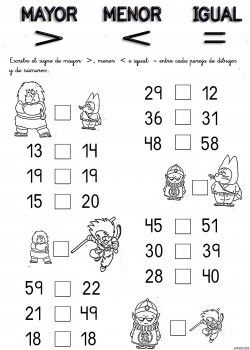 MAYOR MENOR IGUAL
> < =
Escribe el signo de mayor >, menor < o igual = entre cada pareja de dibujos
y de números.
29 □ 12
36 □ 31
48 □ 58
13 □ 14
19 □ 19
15 □ 20
45 □ 51
30 □ 30
28 □ 40
59 □ 22
21 □ 49
18 □ 18